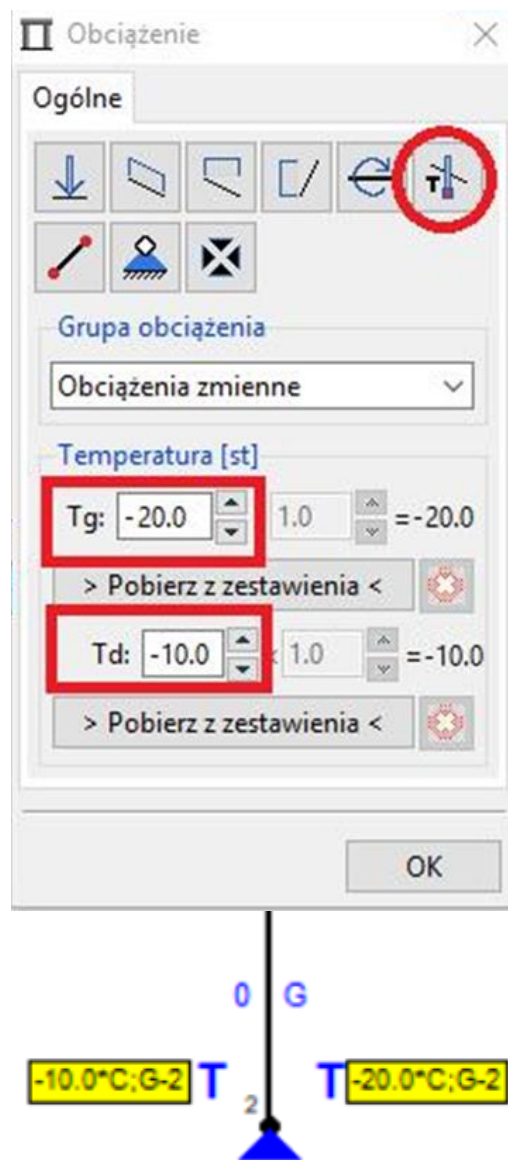 Obciążenie
Ogólne
T
Grupa obciążenia
Obciążenia zmienne
Temperatura [st]
Tg: -20.0 1.0 =-20.0
> Pobierz z zestawienia <
Td: -10.0 x 1.0 =-10.0
> Pobierz z zestawienia <
OK
0 G
-10.0*C;G-2 T T -20.0*C;G-2
2